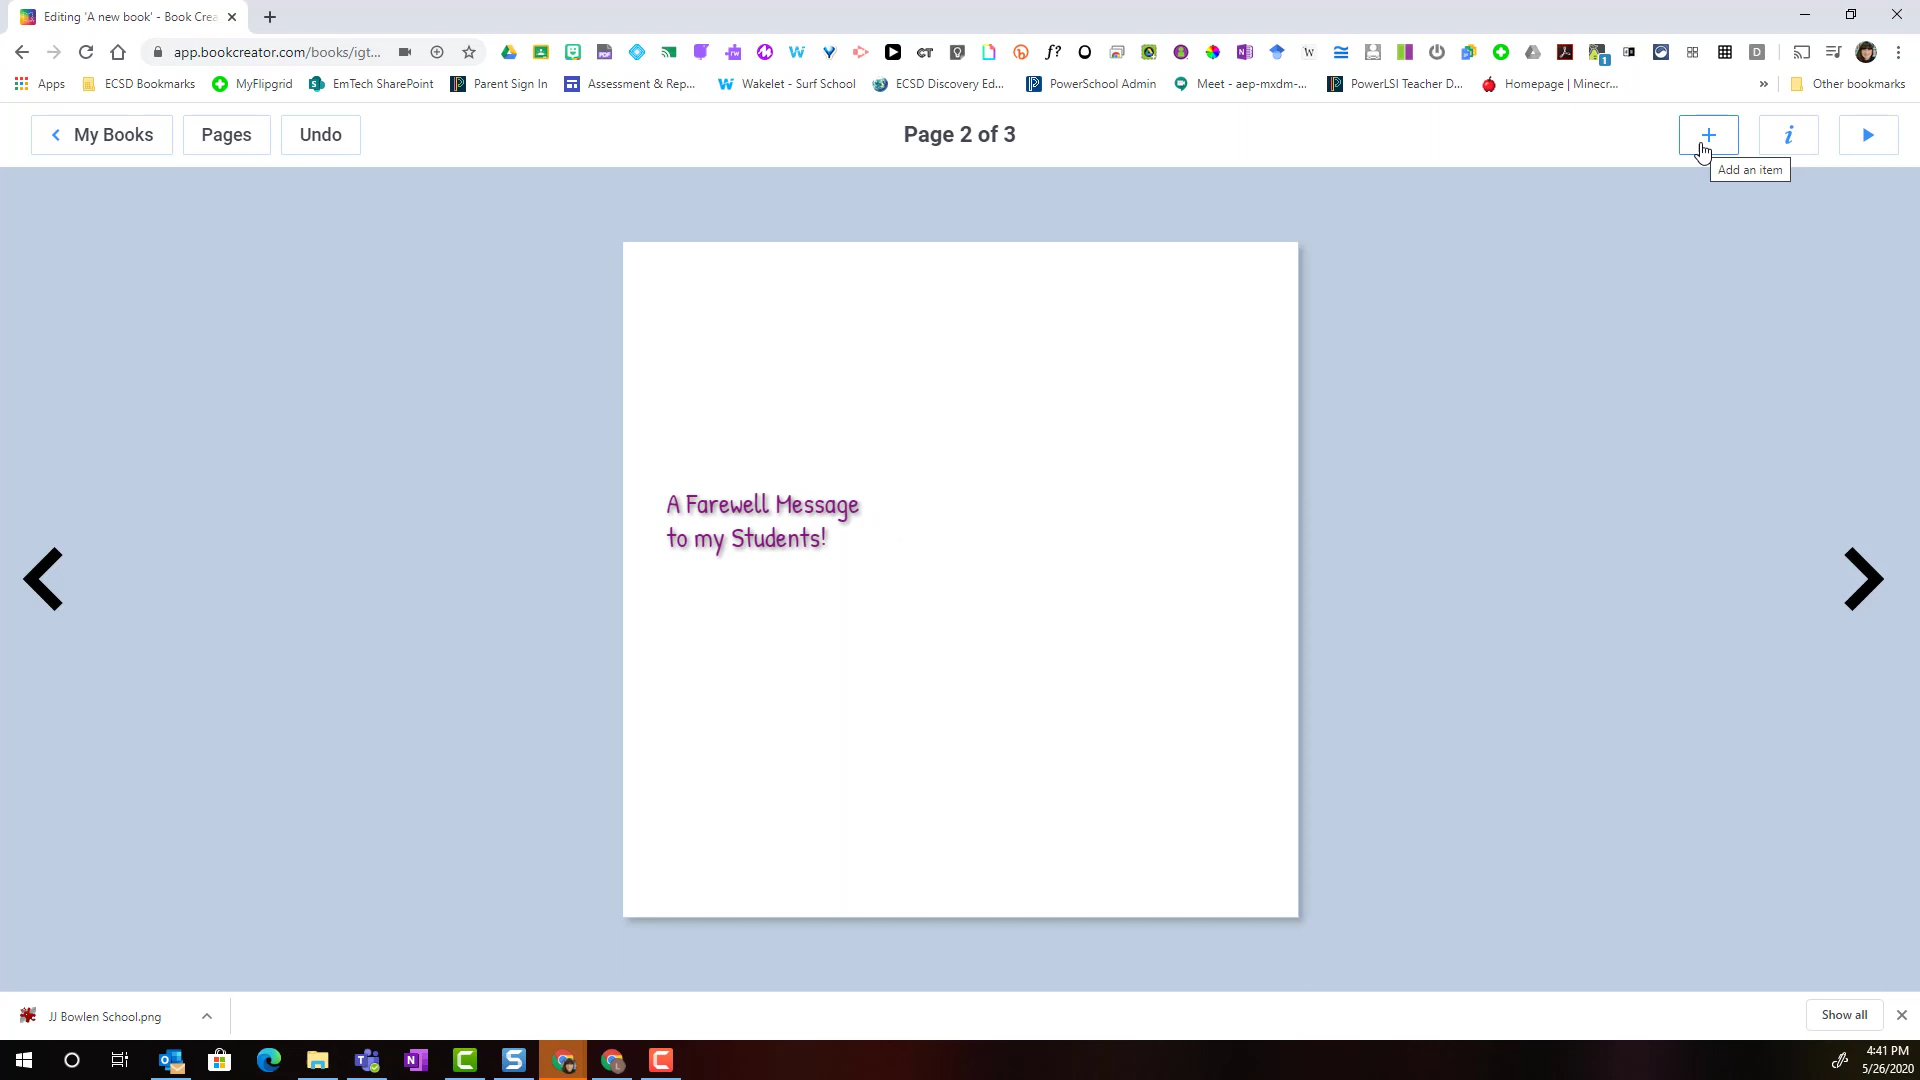 Editing 'A new book' - Book Crea
app.bookcreator.com/books/igt...
Apps
ECSD Bookmarks
MyFlipgrid
EmTech SharePoint
Parent Sign In
Assessment & Rep...
Wakelet - Surf School
ECSD Discovery Ed...
PowerSchool Admin
Meet - aep-mxdm-...
PowerLSI Teacher D...
Homepage | Minecr...
»
Other bookmarks
My Books
Pages
Undo
Page 2 of 3
Add an item
A Farewell Message
to my Students!
JJ Bowlen School.png
Show all
4:41 PM
5/26/2020